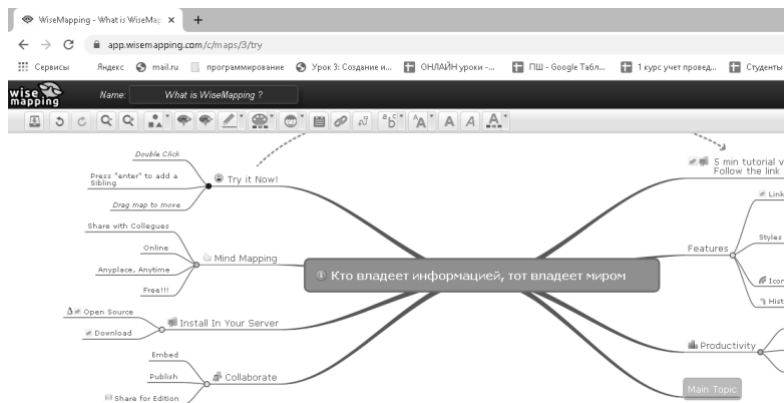 WiseMapping - What is WiseMap
app.wisemapping.com/c/maps/3/try
Сервисы Яндекс mail.ru программирование Урок 3: Создание и... ОНЛАЙН уроки -... ПШ - Google Табл... 1 курс учет провед... Студенты
wise mapping
Name: What is WiseMapping ?
Double Click
Press "enter" to add a
Sibling
Drag map to move
Try it Now!
Share with Collegues
Online
Anyplace, Anytime
Free!!!
Mind Mapping
Open Source
Download
Install In Your Server
Embed
Publish
Share for Edition
Collaborate
Кто владеет информацией, тот владеет миром
5 min tutorial v
Follow the link
Features
Link
Styles
Icon
Hist
Productivity
Main Topic